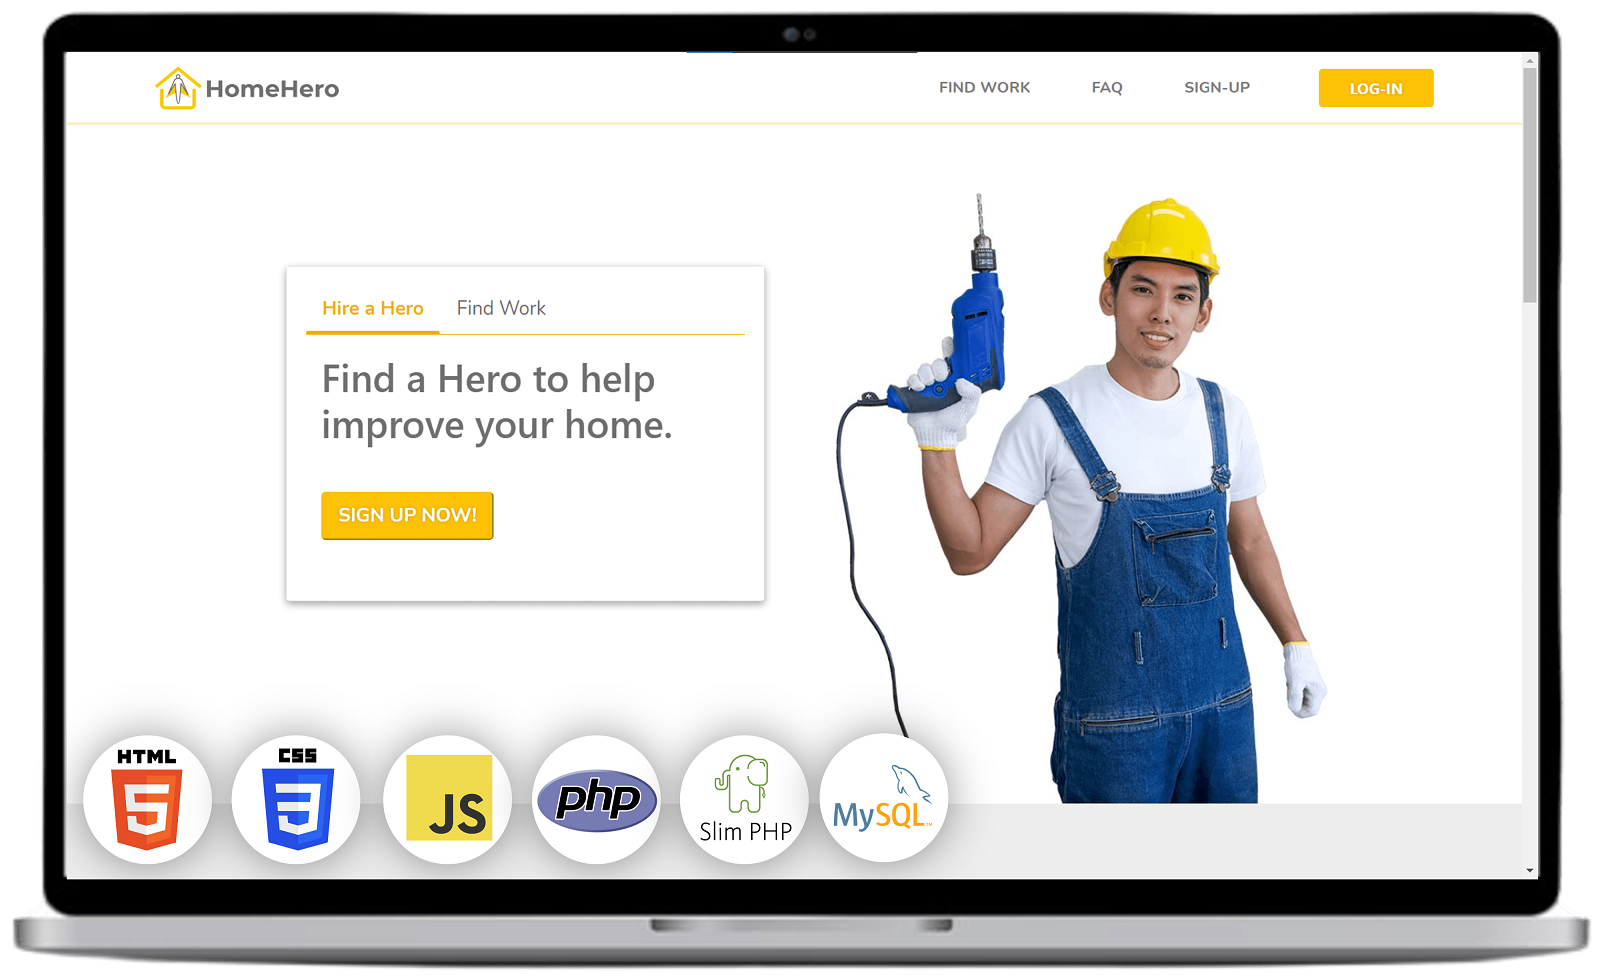 HomeHero
FIND WORK
FAQ
SIGN-UP
LOG-IN
Hire a Hero
Find Work
Find a Hero to help
improve your home.
SIGN UP NOW!
HTML
5
CSS
3
JS
php
Slim PHP
MySQL™